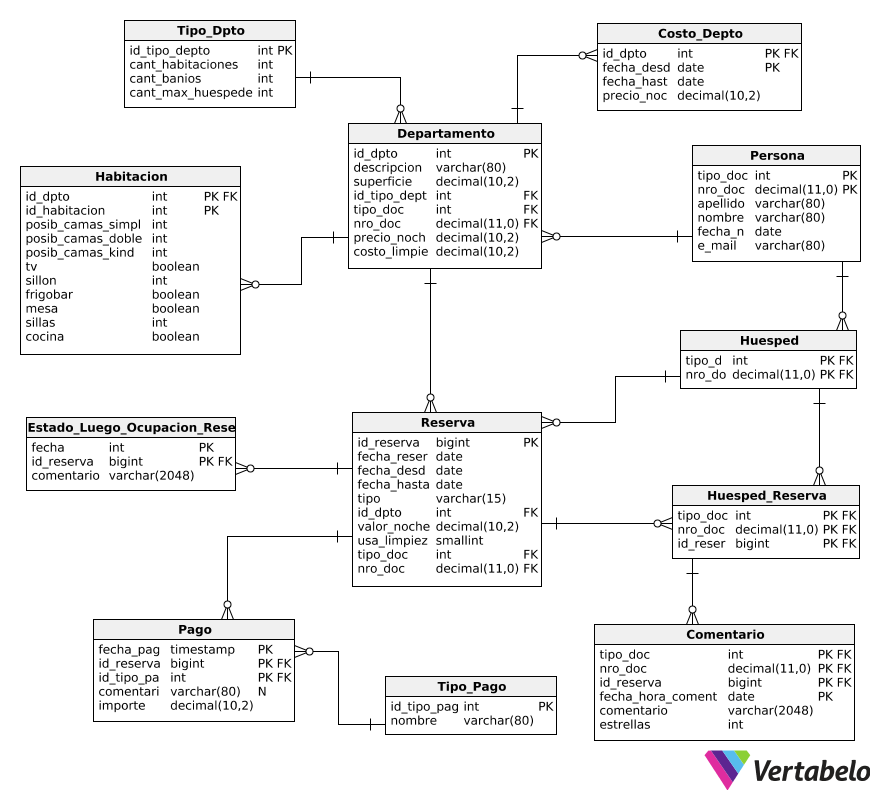 Tipo_Dpto
id_tipo_depto int PK
cant_habitaciones int
cant_banios int
cant_max_huespede int
Costo_Depto
id_dpto int PK FK
fecha_desd date PK
fecha_hast date
precio_noc decimal(10,2)
Departamento
id_dpto int PK
descripcion varchar(80)
superficie decimal(10,2)
id_tipo_dept int FK
tipo_doc int FK
nro_doc decimal(11,0) FK
precio_noch decimal(10,2)
costo_limpie decimal(10,2)
Persona
tipo_doc int PK
nro_doc decimal(11,0) PK
apellido varchar(80)
nombre varchar(80)
fecha_n date
e_mail varchar(80)
Habitacion
id_dpto int PK FK
id_habitacion int PK
posib_camas_simpl int
posib_camas_doble int
posib_camas_kind int
tv boolean
sillon int
frigobar boolean
mesa boolean
sillas int
cocina boolean
Huesped
tipo_d int PK FK
nro_do decimal(11,0) PK FK
Estado_Luego_Ocupacion_Rese
fecha int PK
id_reserva bigint PK FK
comentario varchar(2048)
Reserva
id_reserva bigint PK
fecha_reser date
fecha_desd date
fecha_hasta date
tipo varchar(15)
id_dpto int FK
valor_noche decimal(10,2)
usa_limpiez smallint
tipo_doc int FK
nro_doc decimal(11,0) FK
Huesped_Reserva
tipo_doc int PK FK
nro_doc decimal(11,0) PK FK
id_reser bigint PK FK
Pago
fecha_pag timestamp PK
id_reserva bigint PK FK
id_tipo_pa int PK FK
comentari varchar(80) N
importe decimal(10,2)
Tipo_Pago
id_tipo_pag int PK
nombre varchar(80)
Comentario
tipo_doc int PK FK
nro_doc decimal(11,0) PK FK
id_reserva bigint PK FK
fecha_hora_coment date PK
comentario varchar(2048)
estrellas int
Vertabelo